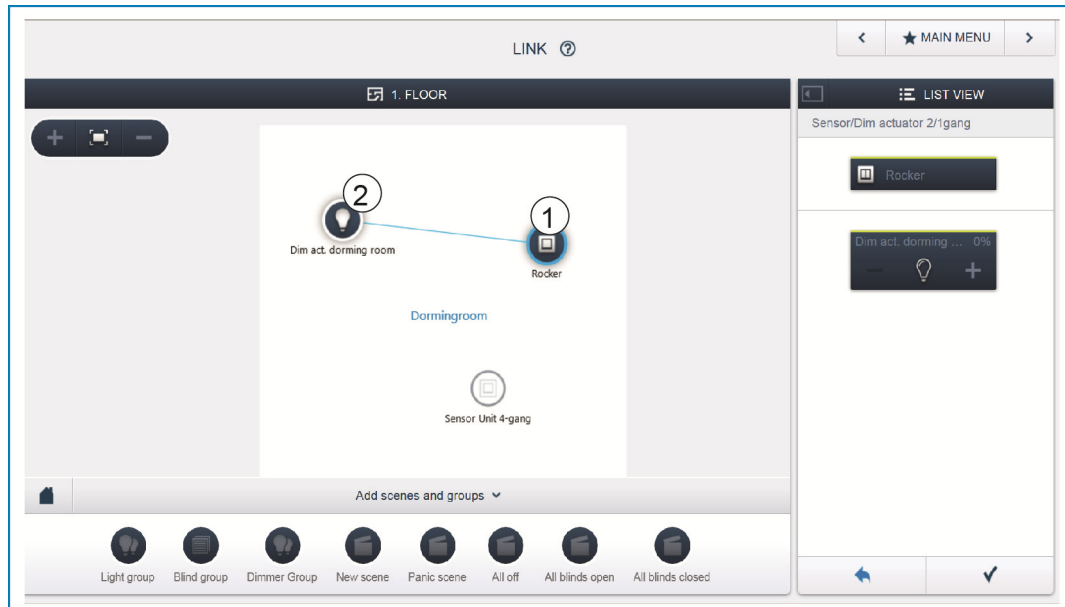 LINK ?
MAIN MENU
1. FLOOR
LIST VIEW
Sensor/Dim actuator 2/1gang
Rocker
Dim act. dorming ... 0%
2
Dim act. dorming room
1
Rocker
Dormingroom
Sensor Unit 4-gang
Add scenes and groups
Light group
Blind group
Dimmer Group
New scene
Panic scene
All off
All blinds open
All blinds closed